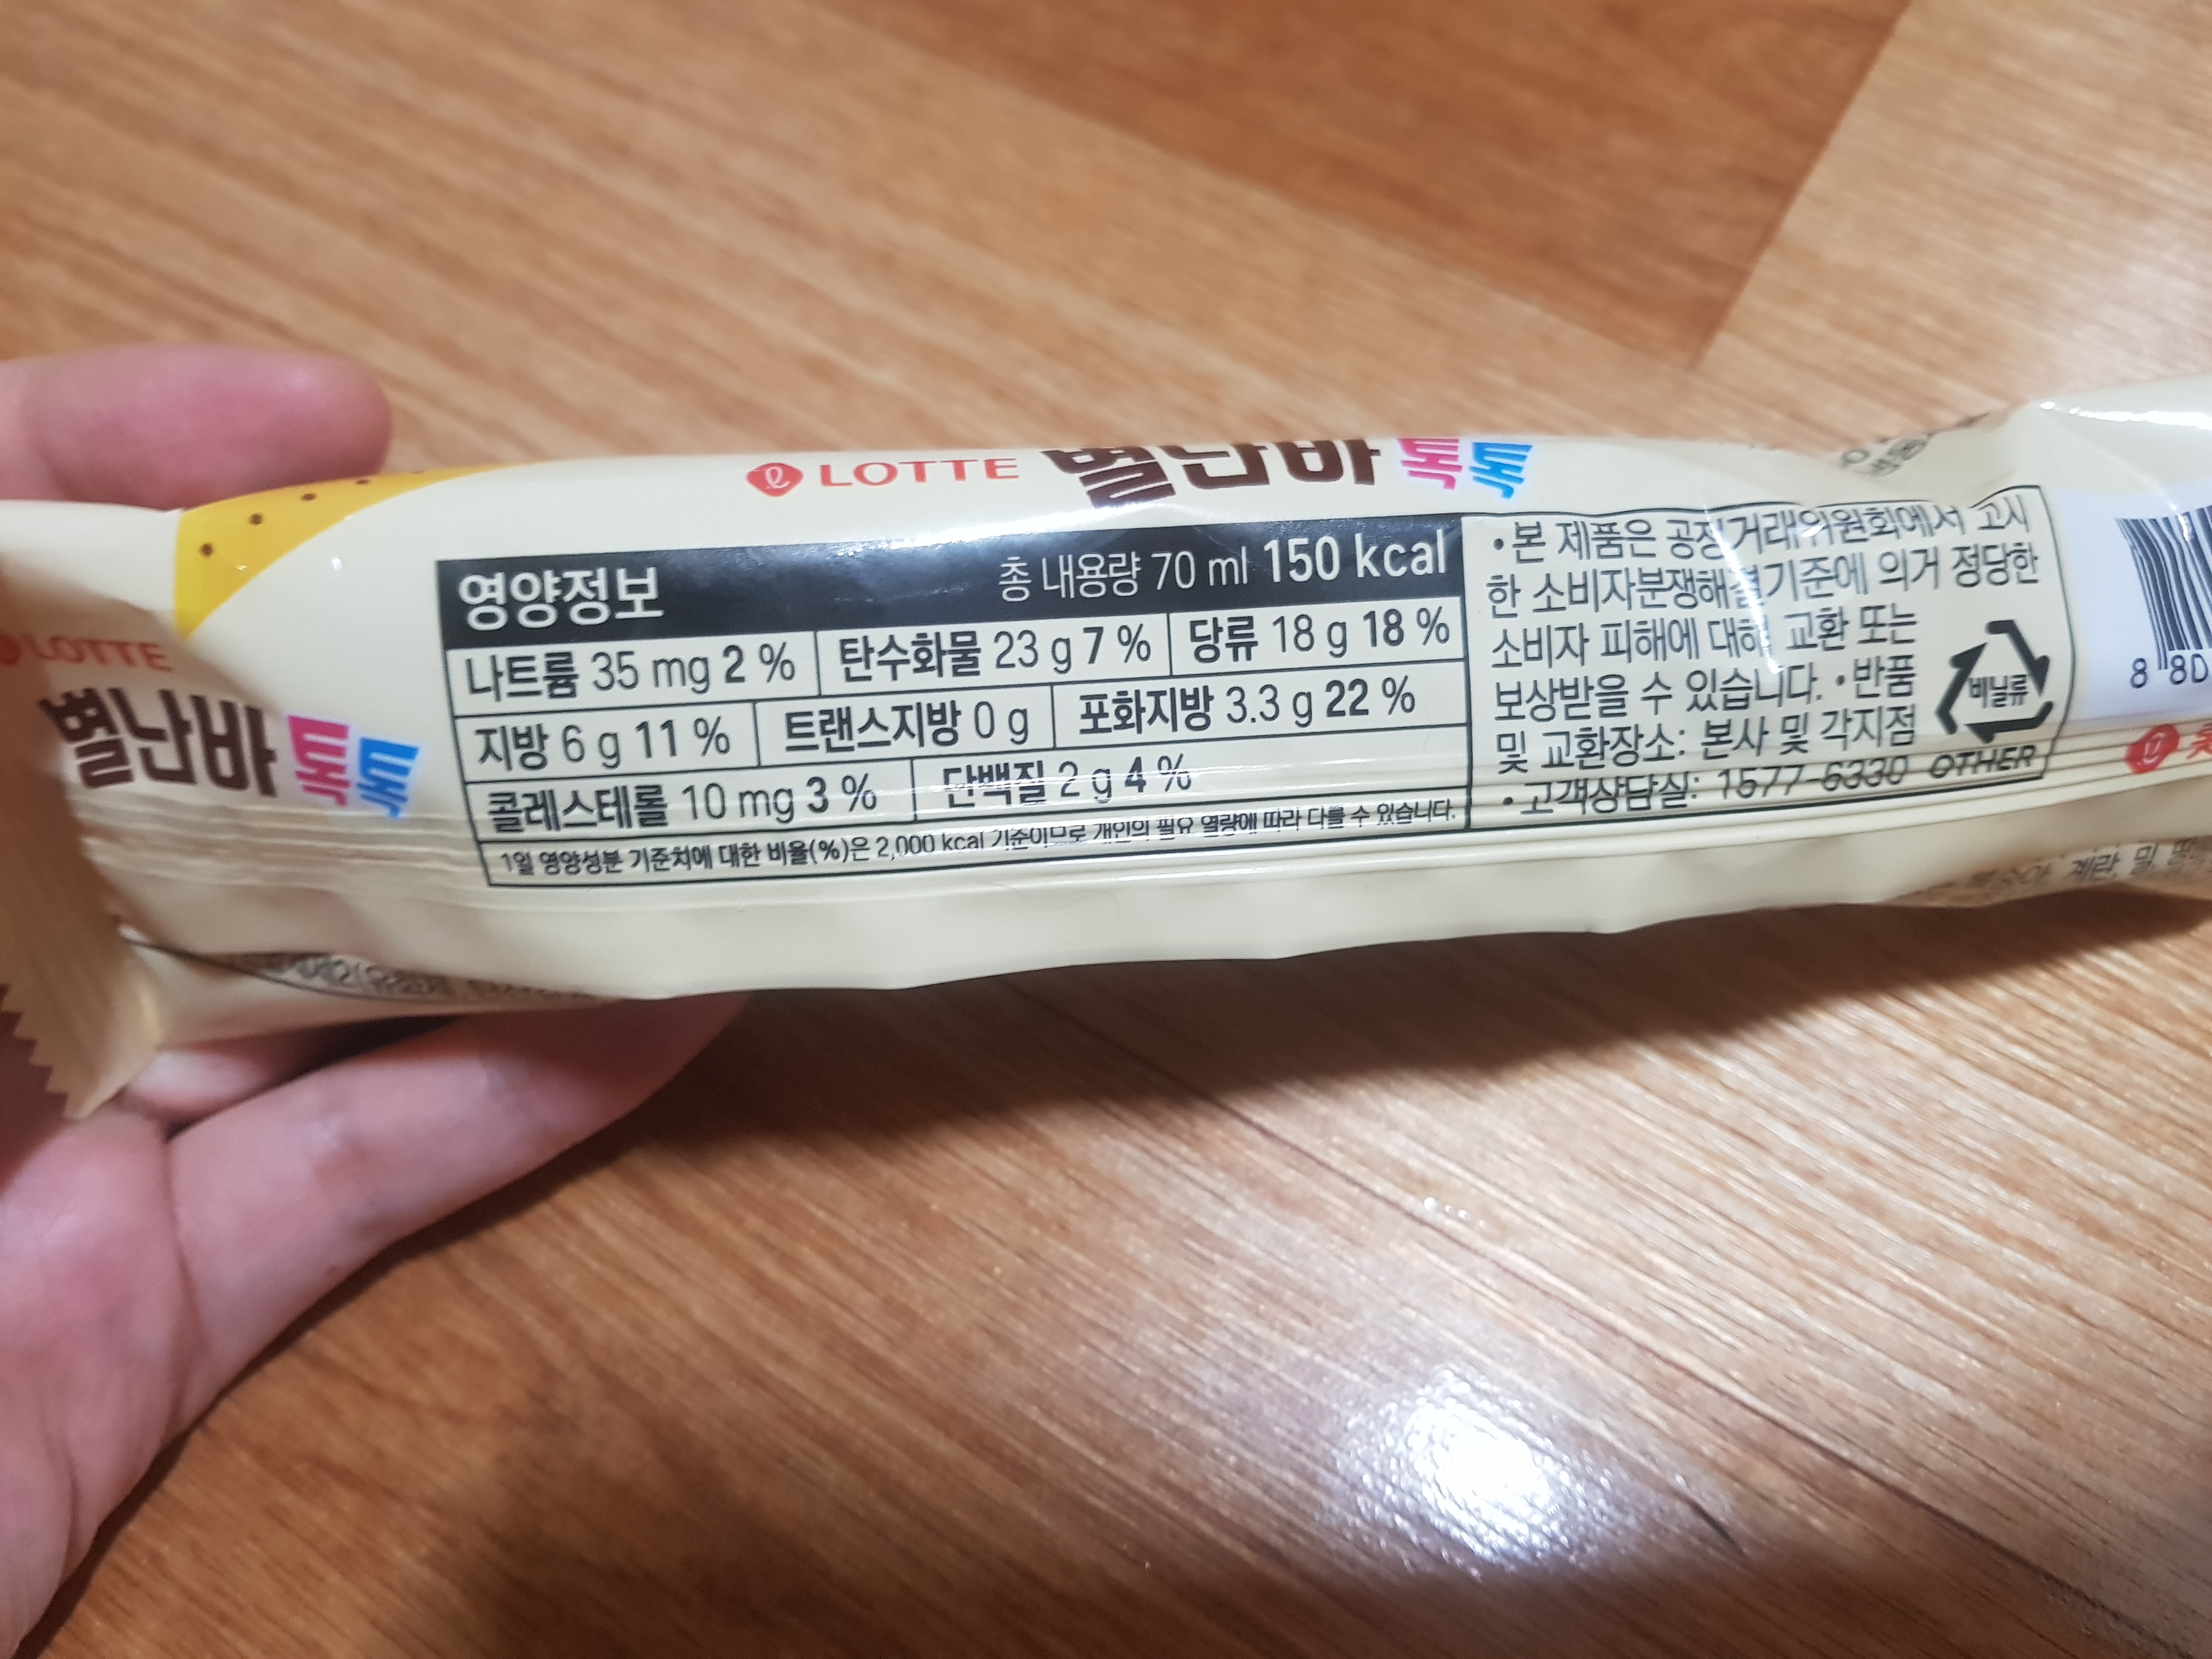 LOTTE 별난바 톡톡
LOTTE
별난바 톡톡
영양정보 총 내용량 70 ml 150 kcal
나트륨 35 mg 2 % 탄수화물 23 g 7 % 당류 18 g 18 %
지방 6 g 11 % 트랜스지방 0 g 포화지방 3.3 g 22 %
콜레스테롤 10 mg 3 % 단백질 2 g 4 %
1일 영양성분 기준치에 대한 비율(%)은 2,000 kcal 기준이므로 개인의 필요 열량에 따라 다를 수 있습니다.
•본 제품은 공정거래위원회에서 고시
한 소비자분쟁해결기준에 의거 정당한
소비자 피해에 대해 교환 또는
보상받을 수 있습니다. •반품
및 교환장소: 본사 및 각지점
•고객상담실: 1577-6330
비닐류
OTHER
8 80
계란, 밀